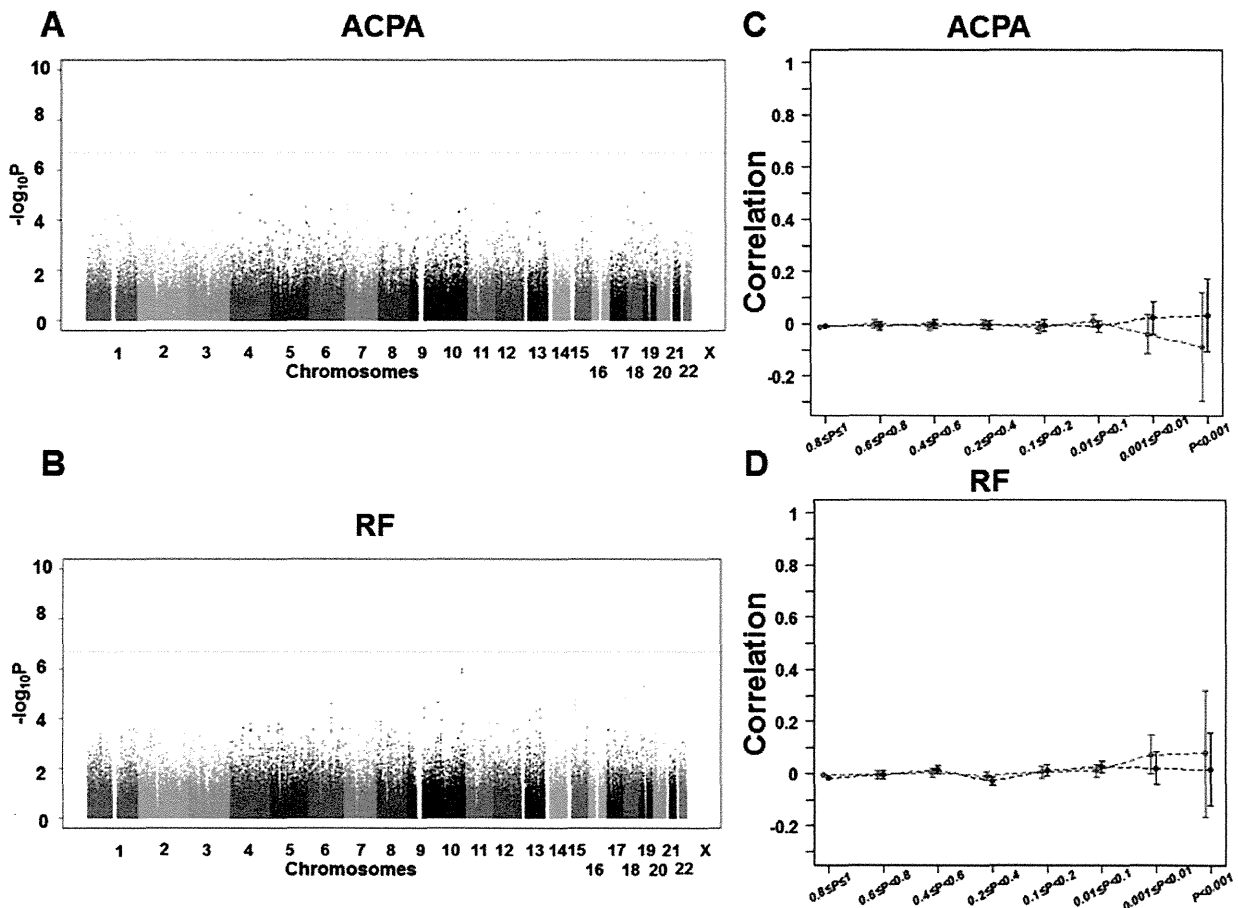 A
ACPA
10
8
6
4
2
0
-log10P
1 2 3 4 5 6 7 8 9 10 11 12 13 14 15 17 19 21 X
16 18 20 22
Chromosomes
B
RF
10
8
6
4
2
0
-log10P
1 2 3 4 5 6 7 8 9 10 11 12 13 14 15 17 19 21 X
16 18 20 22
Chromosomes
C
ACPA
1
0.8
0.6
0.4
0.2
0
-0.2
Correlation
0.8≤P≤1
0.6≤P<0.8
0.4≤P<0.6
0.2≤P<0.4
0.1≤P<0.2
0.01≤P<0.1
0.001≤P<0.01
P<0.001
D
RF
1
0.8
0.6
0.4
0.2
0
-0.2
Correlation
0.8≤P≤1
0.6≤P<0.8
0.4≤P<0.6
0.2≤P<0.4
0.1≤P<0.2
0.01≤P<0.1
0.001≤P<0.01
P<0.001